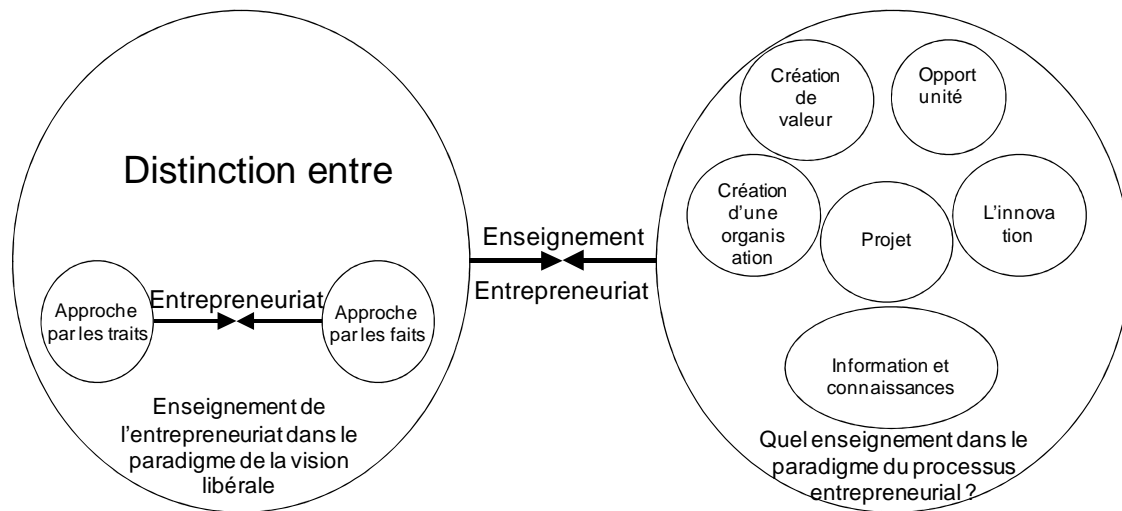 Distinction entre
Approche
par les traits
Entrepreneuriat
Approche
par les faits
Enseignement de
l'entrepreneuriat dans le
paradigme de la vision
libérale
Enseignement
Entrepreneuriat
Création
de
valeur
Opport
unité
Création
d'une
organis
ation
Projet
L'innova
tion
Information et
connaissances
Quel enseignement dans le
paradigme du processus
entrepreneurial ?